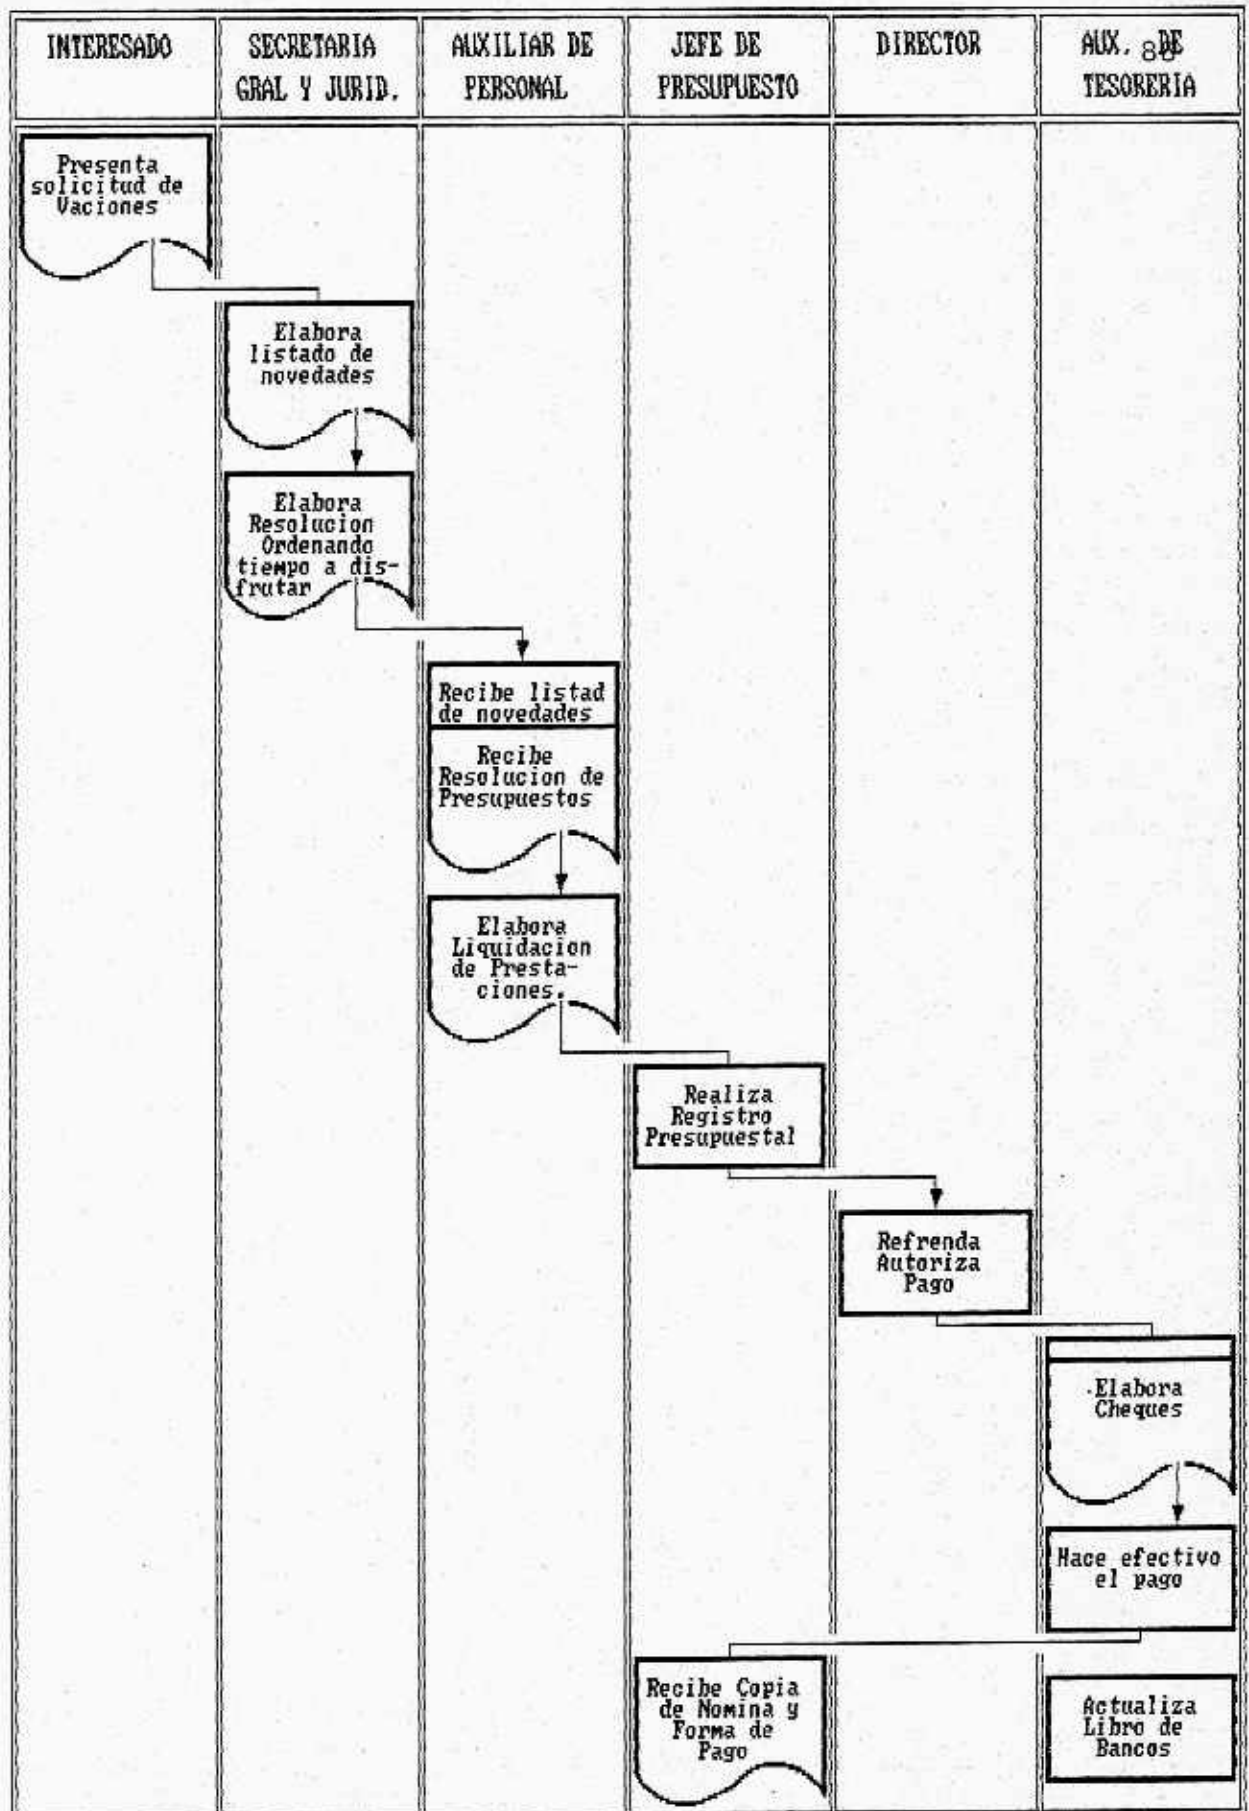 INTERESADO
SECRETARIA
GRAL Y JURID.
AUXILIAR DE
PERSONAL
JEFE DE
PRESUPUESTO
DIRECTOR
AUX. DE
TESORERIA
88
Presenta
solicitud de
Vaciones
Elabora
listado de
novedades
Elabora
Resolucion
Ordenando
tiempo a dis-
frutar
Recibe listad
de novedades
Recibe
Resolucion de
Presupuestos
Elabora
Liquidacion
de Presta-
ciones.
Realiza
Registro
Presupuestal
Refrenda
Autoriza
Pago
Elabora
Cheques
Hace efectivo
el pago
Recibe Copia
de Nomina y
Forma de
Pago
Actualiza
Libro de
Bancos